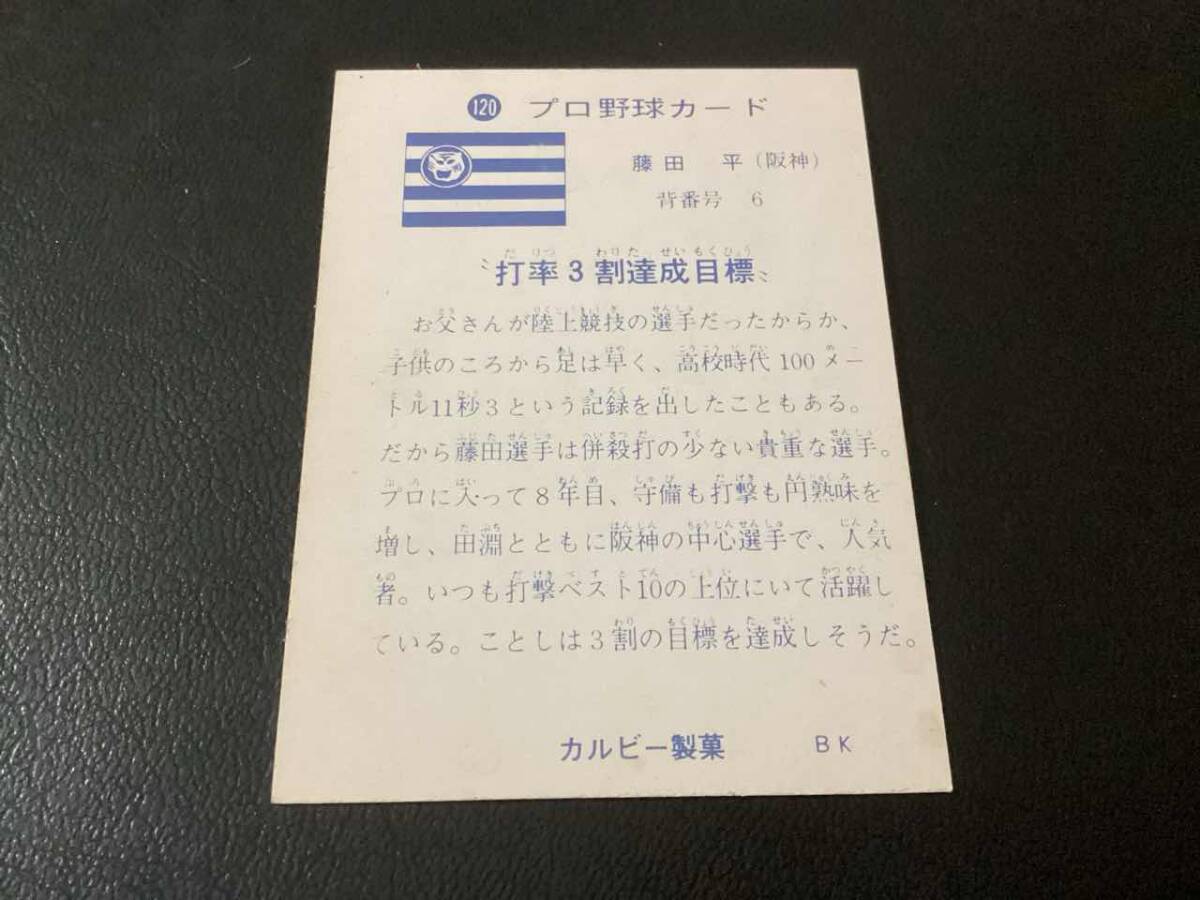 120 プロ野球カード
藤田 平(阪神)
背番号 6
〝打率3割達成目標〟
お父さんが陸上競技の選手だったからか、
子供のころから足は早く、高校時代100メー
トル11秒3という記録を出したこともある。
だから藤田選手は併殺打の少ない貴重な選手。
プロに入って8年目、守備も打撃も円熟味を
増し、田淵とともに阪神の中心選手で、人気
者。いつも打撃ベスト10の上位にいて活躍し
ている。ことしは3割の目標を達成しそうだ。
カルビー製菓 BK